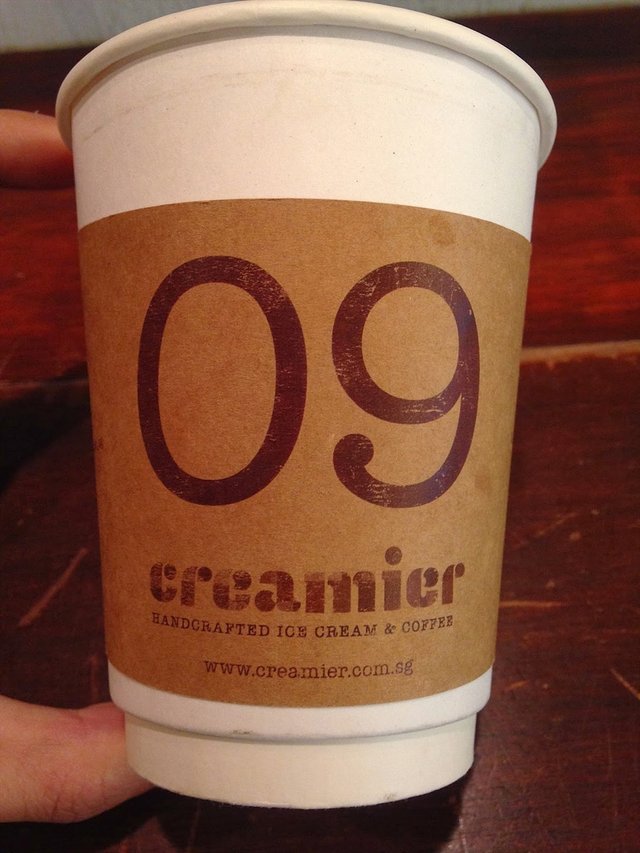 09
creamier
HANDCRAFTED ICE CREAM & COFFEE
www.creamier.com.sg